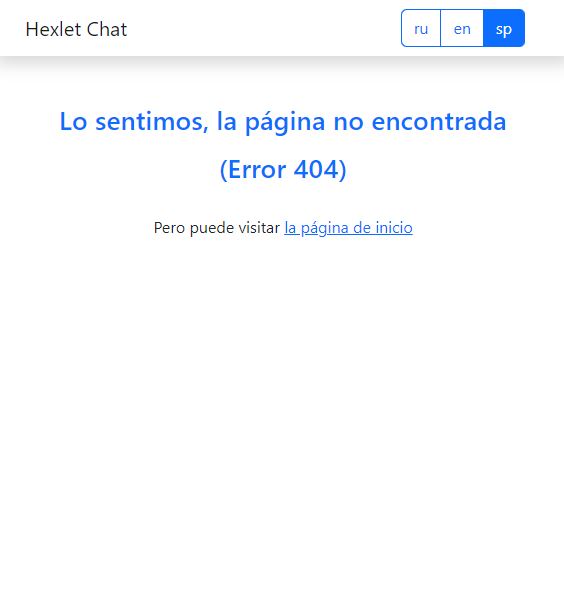 Hexlet Chat
ru en sp
Lo sentimos, la página no encontrada
(Error 404)
Pero puede visitar la página de inicio